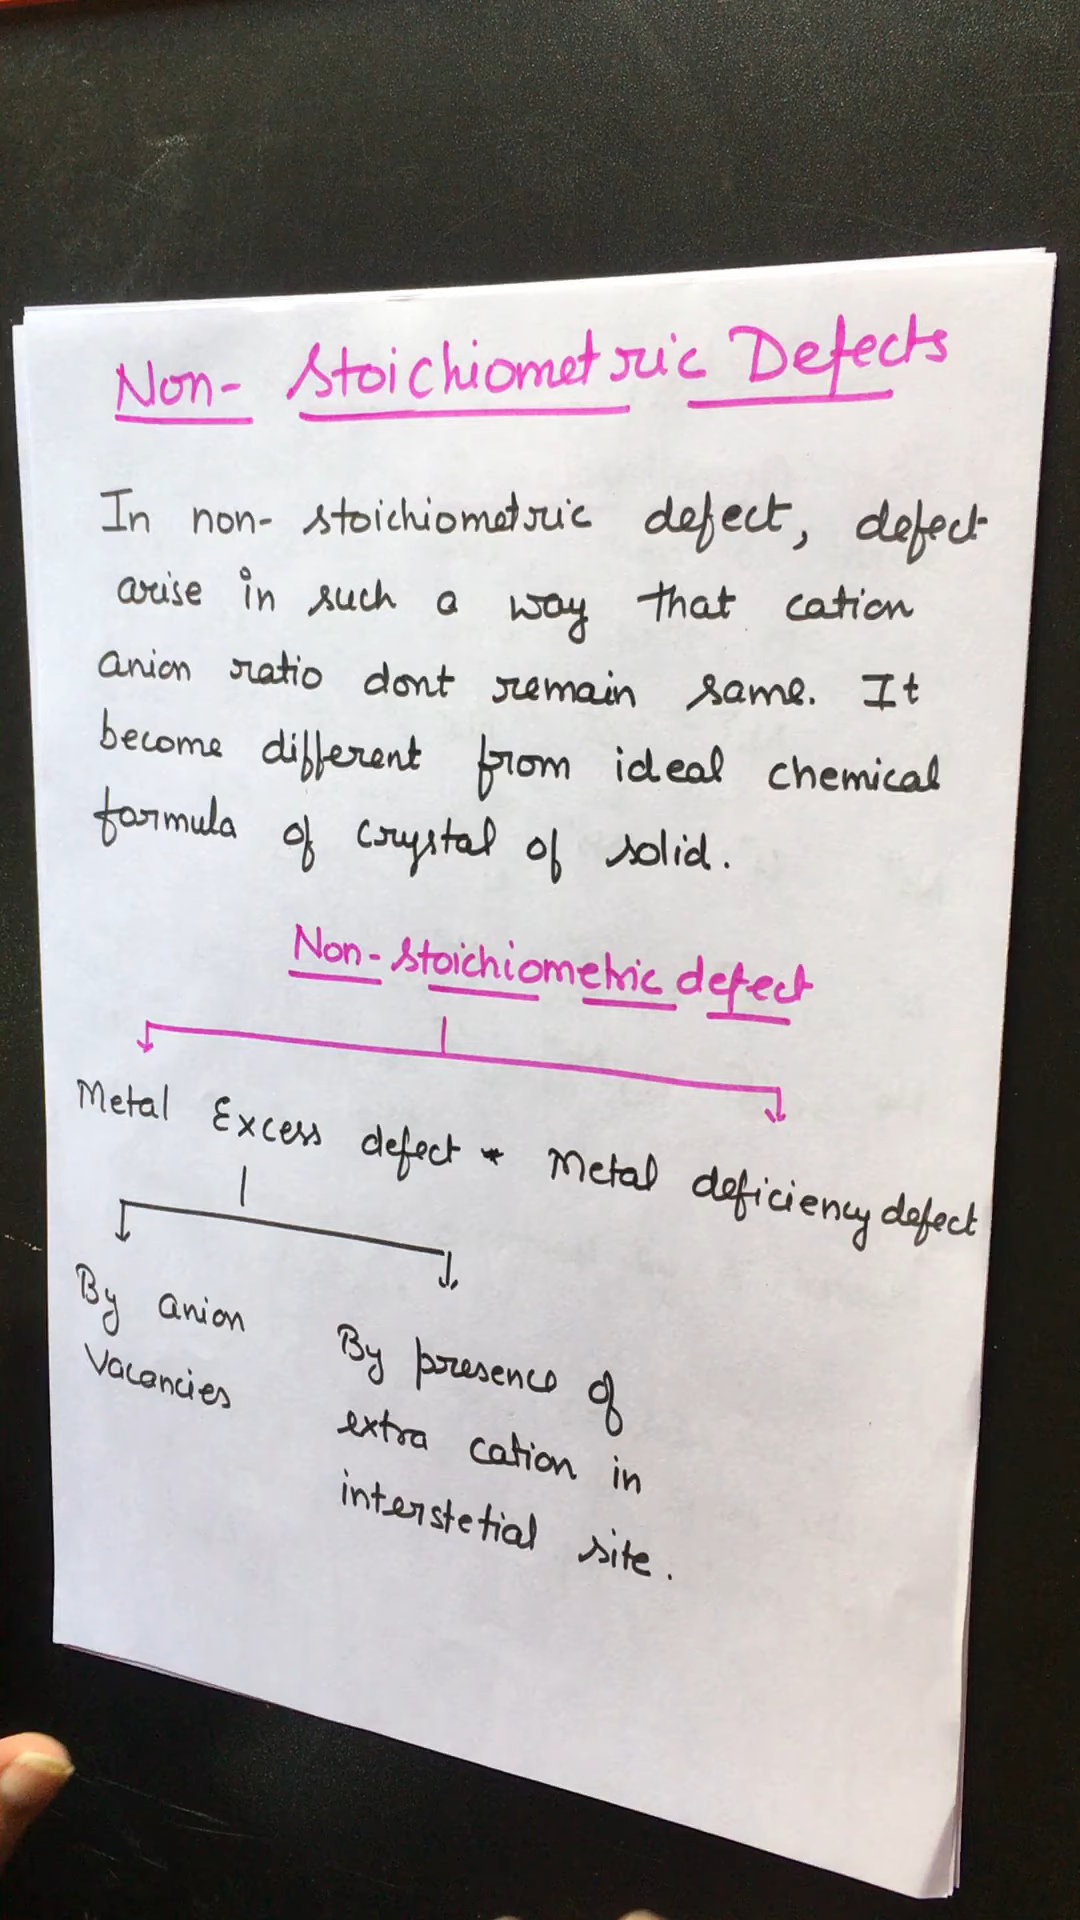 Non- Stoichiometric Defects
In non- stoichiometric defect, defect
arise in such a way that cation
anion ratio dont remain same. It
become different from ideal chemical
formula of crystal of solid.
Non-stoichiometric defect
Metal Excess defect * Metal deficiency defect
By anion
Vacancies
By presence of
extra cation in
interstetial site.